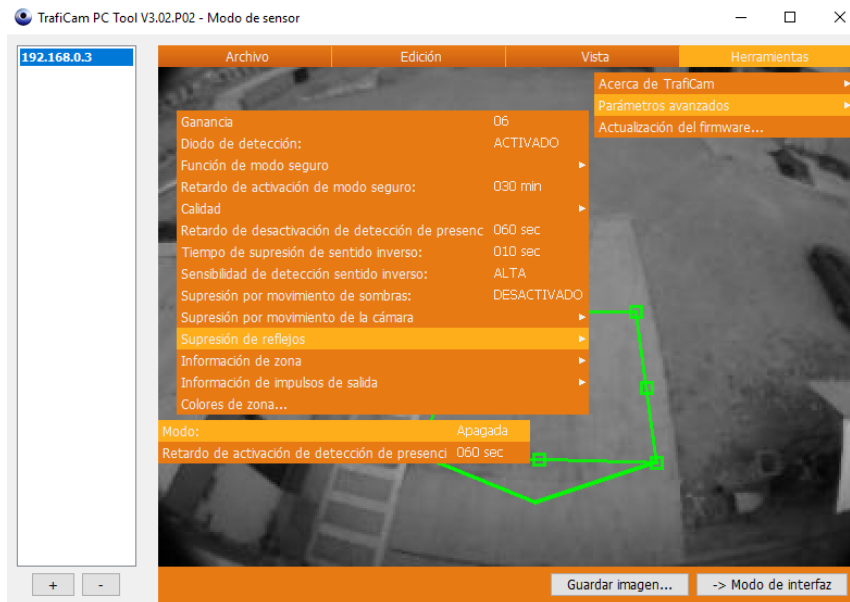 TrafiCam PC Tool V3.02.P02 - Modo de sensor
192.168.0.3
Archivo Edición Vista Herramientas
Acerca de TrafiCam
Parámetros avanzados
Actualización del firmware...
Ganancia 06
Diodo de detección: ACTIVADO
Función de modo seguro
Retardo de activación de modo seguro: 030 min
Calidad
Retardo de desactivación de detección de presenc 060 sec
Tiempo de supresión de sentido inverso: 010 sec
Sensibilidad de detección sentido inverso: ALTA
Supresión por movimiento de sombras: DESACTIVADO
Supresión por movimiento de la cámara
Supresión de reflejos
Información de zona
Información de impulsos de salida
Colores de zona...
Modo: Apagada
Retardo de activación de detección de presenci 060 sec
+ - Guardar imagen... -> Modo de interfaz